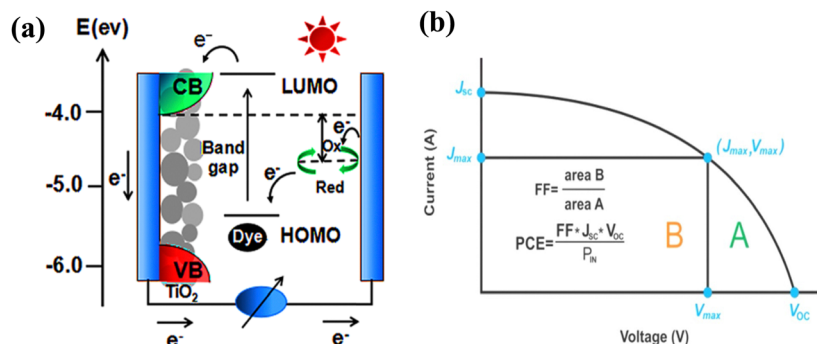 (a)
E(ev)
e⁻
CB
LUMO
-4.0
e⁻
Ox
Band
gap
e⁻
-5.0
Red
e⁻
Dye
HOMO
-6.0
VB
TiO₂
e⁻
e⁻
(b)
Jsc
Jmax
(Jmax,Vmax)
Current (A)
FF= area B
area A
B
A
PCE= FF * Jsc * Voc
PIN
Vmax
Voc
Voltage (V)